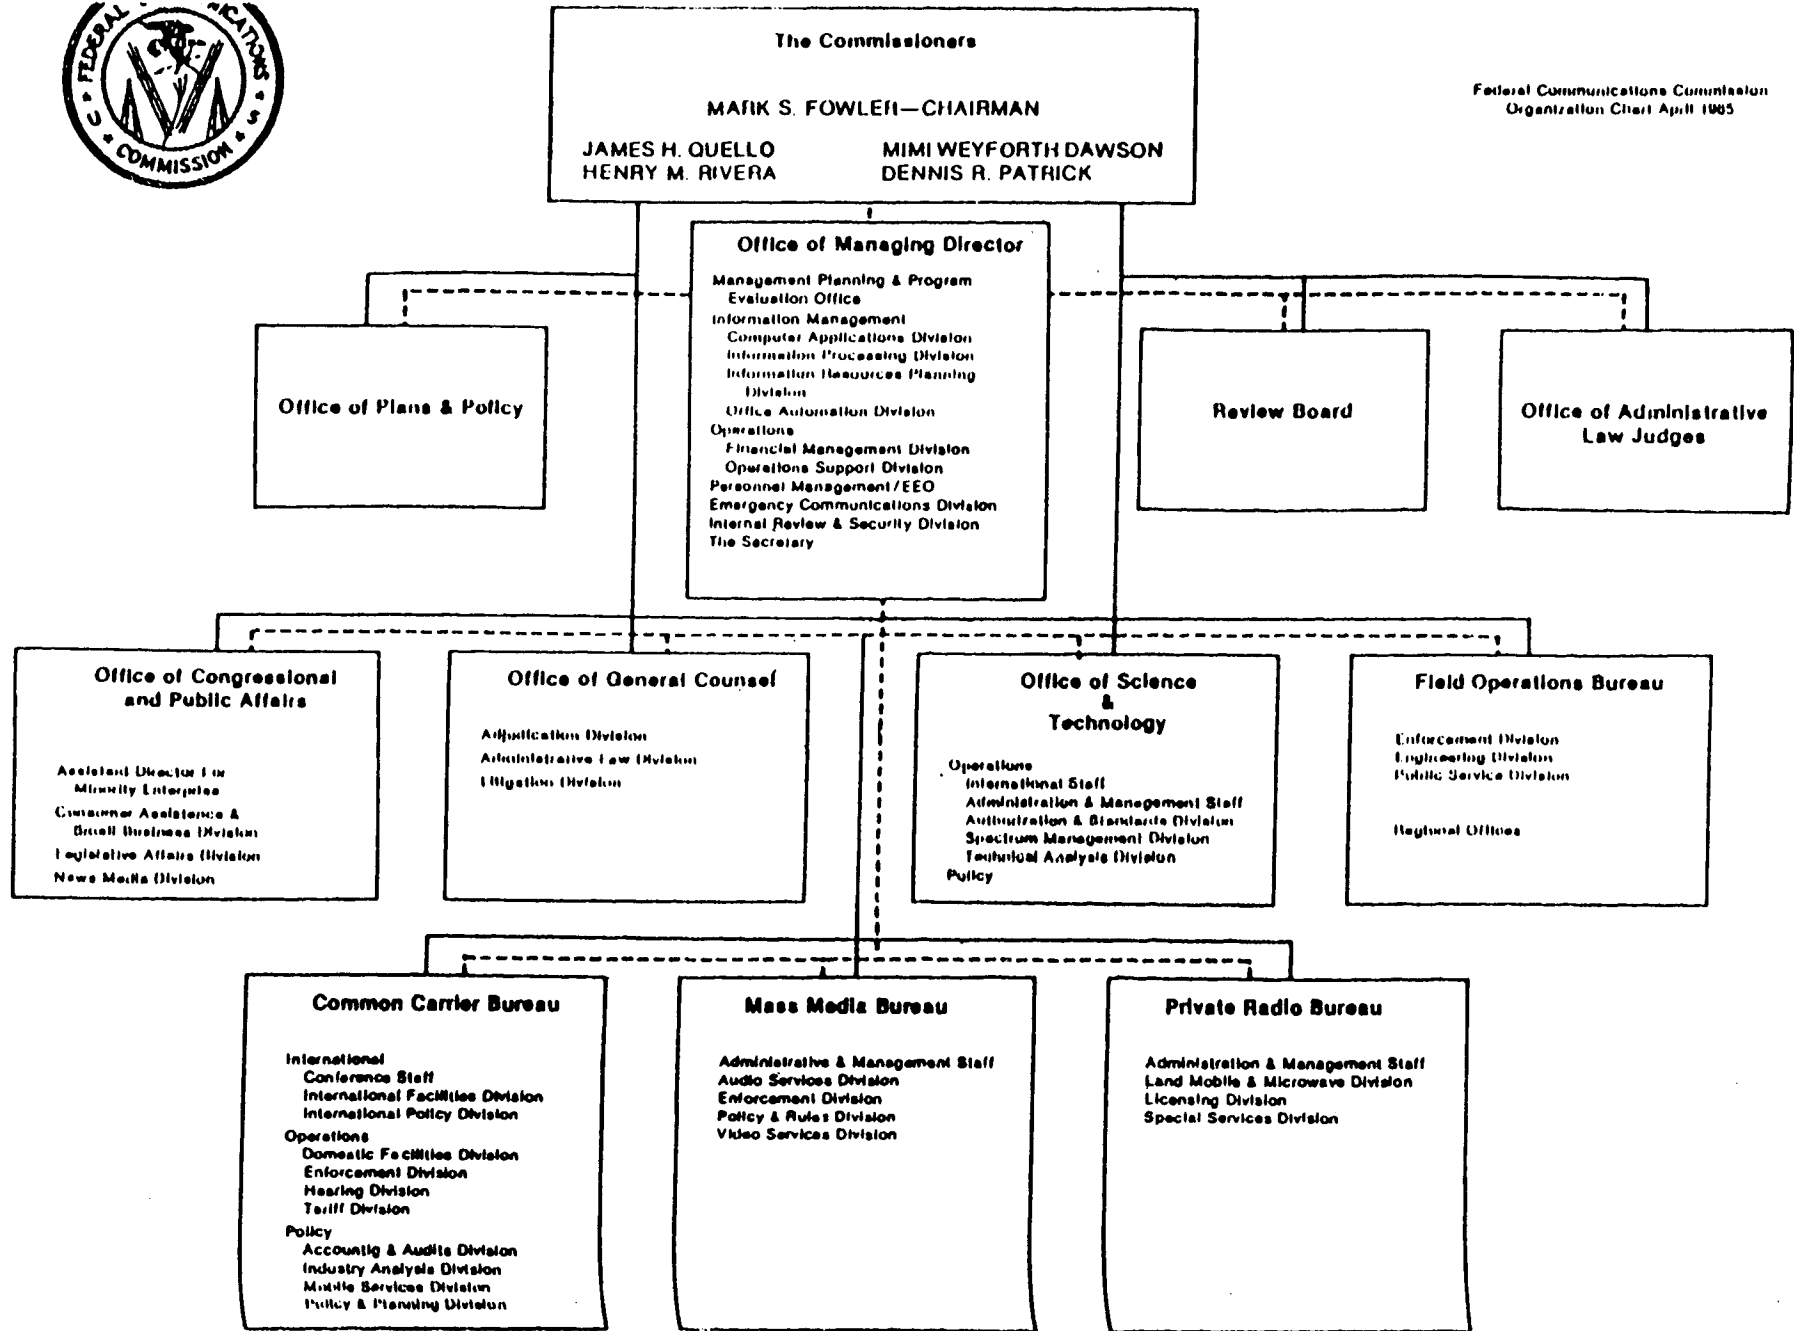 FEDERAL COMMUNICATIONS
COMMISSION
U S
The Commissioners
MARK S. FOWLER—CHAIRMAN
JAMES H. QUELLO MIMI WEYFORTH DAWSON
HENRY M. RIVERA DENNIS R. PATRICK
Federal Communications Commission
Organization Chart April 1985
Office of Managing Director
Management Planning & Program
Evaluation Office
Information Management
Computer Applications Division
Information Processing Division
Information Resources Planning
Division
Office Automation Division
Operations
Financial Management Division
Operations Support Division
Personnel Management/EEO
Emergency Communications Division
Internal Review & Security Division
The Secretary
Office of Plans & Policy
Review Board
Office of Administrative
Law Judges
Office of Congressional
and Public Affairs
Assistant Director For
Minority Enterprise
Consumer Assistance &
Small Business Division
Legislative Affairs Division
News Media Division
Office of General Counsel
Adjudication Division
Administrative Law Division
Litigation Division
Office of Science
&
Technology
Operations
International Staff
Administration & Management Staff
Authorization & Standards Division
Spectrum Management Division
Technical Analysis Division
Policy
Field Operations Bureau
Enforcement Division
Engineering Division
Public Service Division
Regional Offices
Common Carrier Bureau
International
Conference Staff
International Facilities Division
International Policy Division
Operations
Domestic Facilities Division
Enforcement Division
Hearing Division
Tariff Division
Policy
Accountig & Audits Division
Industry Analysis Division
Mobile Services Division
Policy & Planning Division
Mass Media Bureau
Administrative & Management Staff
Audio Services Division
Enforcement Division
Policy & Rules Division
Video Services Division
Private Radio Bureau
Administration & Management Staff
Land Mobile & Microwave Division
Licensing Division
Special Services Division